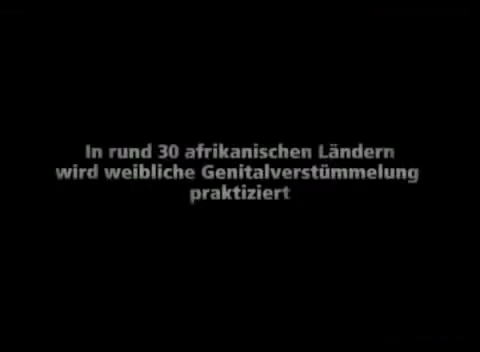 In rund 30 afrikanischen Ländern
wird weibliche Genitalverstümmelung
praktiziert